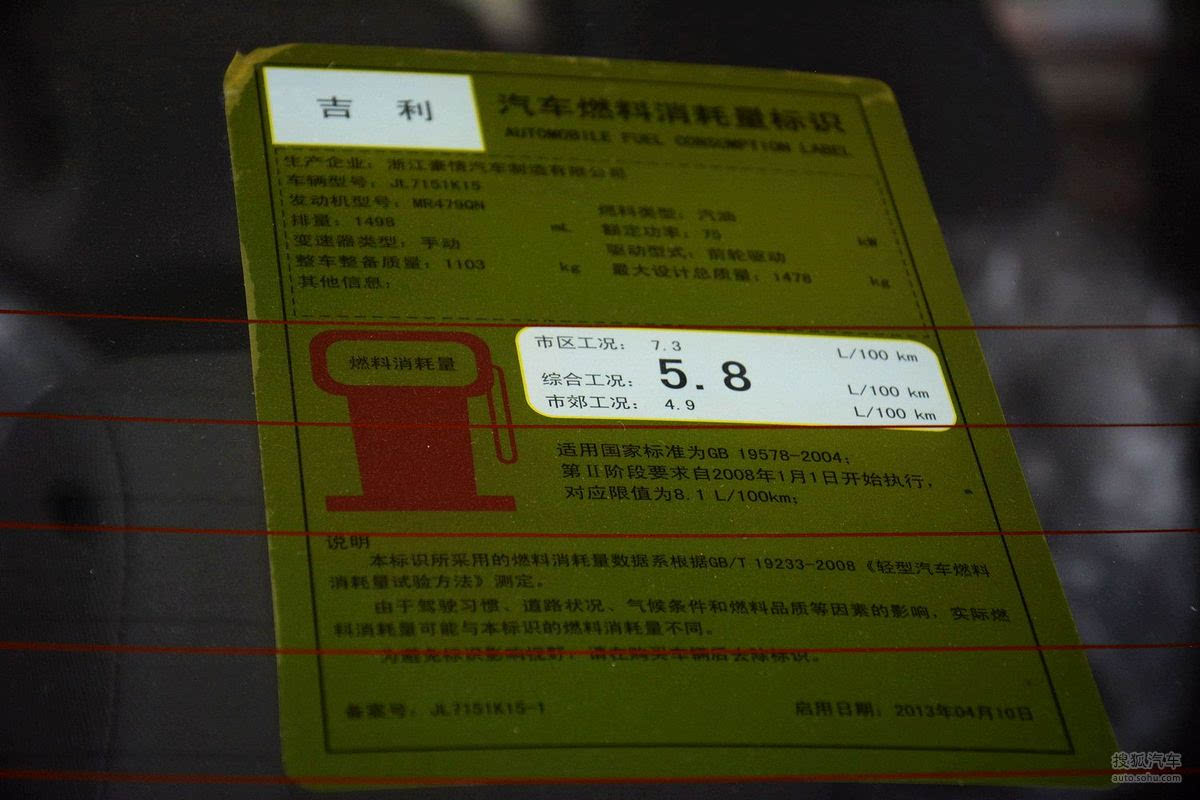 吉 利
汽车燃料消耗量标识
AUTOMOBILE FUEL CONSUMPTION LABEL
生产企业：浙江豪情汽车制造有限公司
车辆型号：JL7151K15
发动机型号：MR479QN 燃料类型：汽油
排量：1498 mL 额定功率：75 kW
变速器类型：手动 驱动型式：前轮驱动
整车整备质量：1103 kg 最大设计总质量：1478 kg
其他信息：
燃料消耗量
市区工况：7.3 L/100 km
综合工况：5.8 L/100 km
市郊工况：4.9 L/100 km
适用国家标准为GB 19578-2004；
第Ⅱ阶段要求自2008年1月1日开始执行，
对应限值为8.1 L/100km；
说明
本标识所采用的燃料消耗量数据系根据GB/T 19233-2008《轻型汽车燃料
消耗量试验方法》测定。
由于驾驶习惯、道路状况、气候条件和燃料品质等因素的影响，实际燃
料消耗量可能与本标识的燃料消耗量不同。
为避免标识影响视野，请在购买车辆后去除标识。
备案号：JL7151K15-1 启用日期：2013年04月10日
搜狐汽车
auto.sohu.com